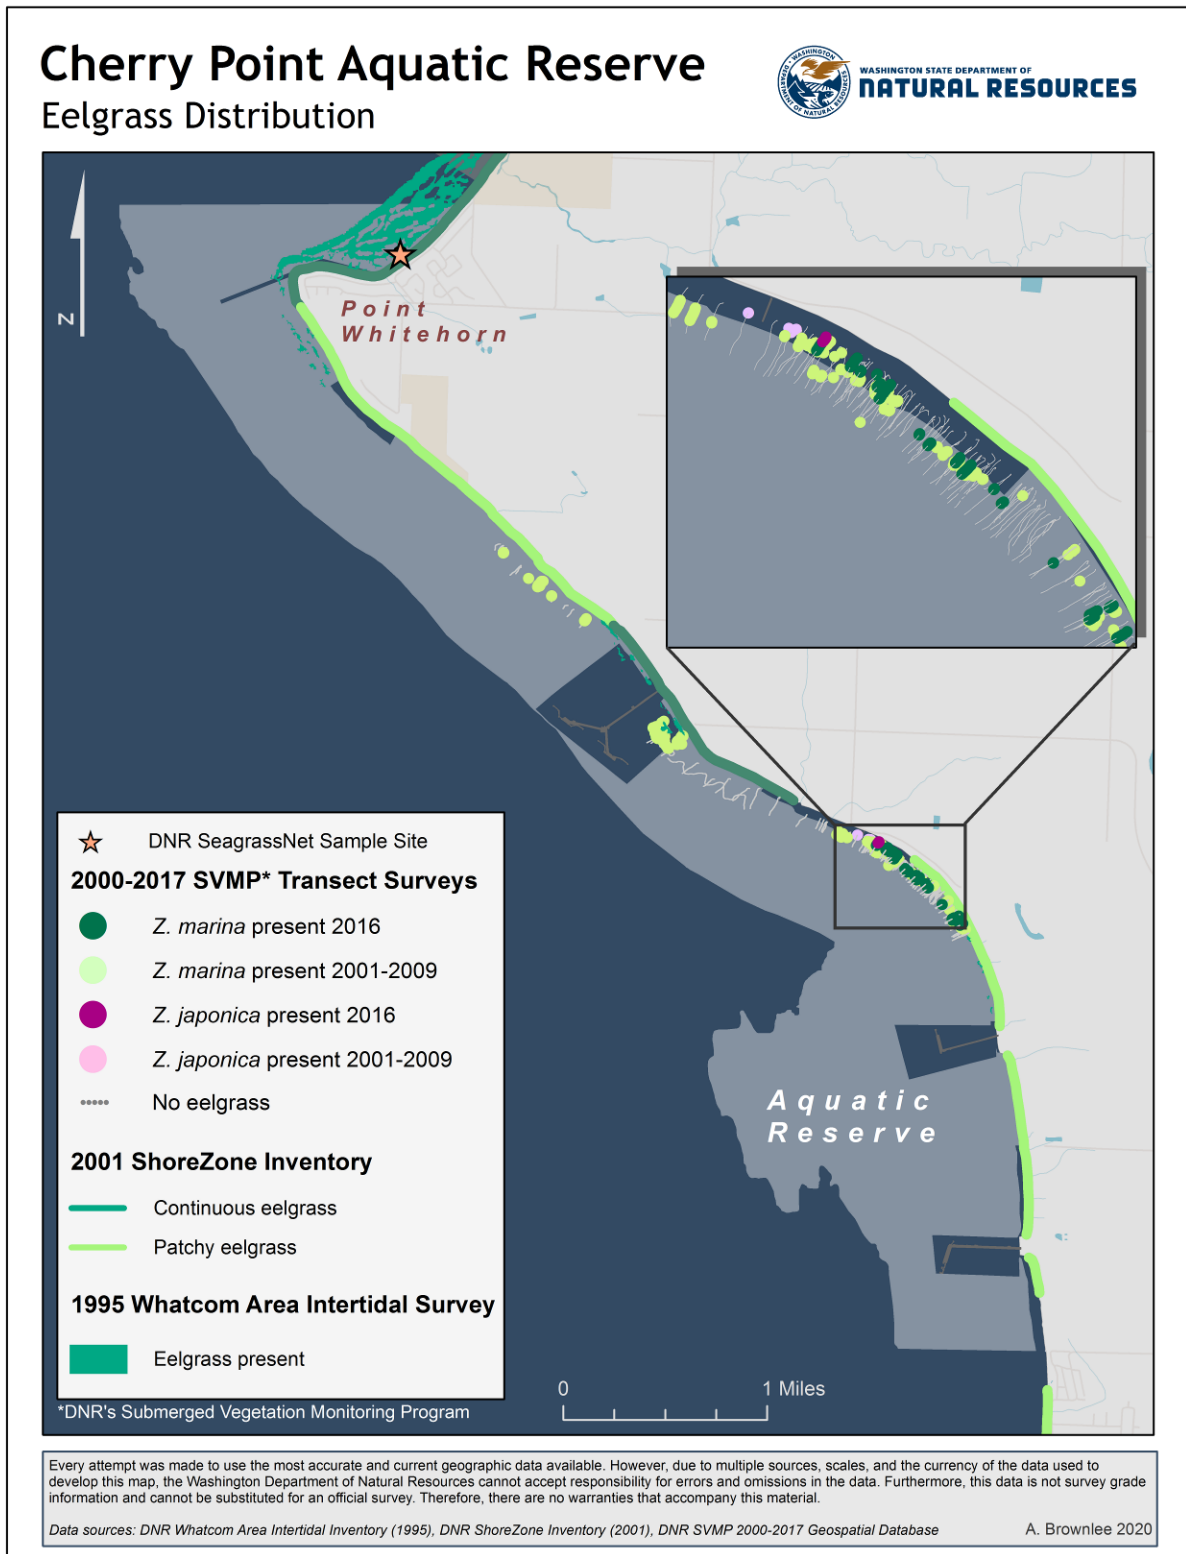 Cherry Point Aquatic Reserve
Eelgrass Distribution
WASHINGTON STATE DEPARTMENT OF
NATURAL RESOURCES
WASHINGTON
DEPARTMENT OF NATURAL RESOURCES
N
Point
Whitehorn
Aquatic
Reserve
DNR SeagrassNet Sample Site
2000-2017 SVMP* Transect Surveys
Z. marina present 2016
Z. marina present 2001-2009
Z. japonica present 2016
Z. japonica present 2001-2009
No eelgrass
2001 ShoreZone Inventory
Continuous eelgrass
Patchy eelgrass
1995 Whatcom Area Intertidal Survey
Eelgrass present
*DNR's Submerged Vegetation Monitoring Program
0 1 Miles
Every attempt was made to use the most accurate and current geographic data available. However, due to multiple sources, scales, and the currency of the data used to
develop this map, the Washington Department of Natural Resources cannot accept responsibility for errors and omissions in the data. Furthermore, this data is not survey grade
information and cannot be substituted for an official survey. Therefore, there are no warranties that accompany this material.
Data sources: DNR Whatcom Area Intertidal Inventory (1995), DNR ShoreZone Inventory (2001), DNR SVMP 2000-2017 Geospatial Database
A. Brownlee 2020